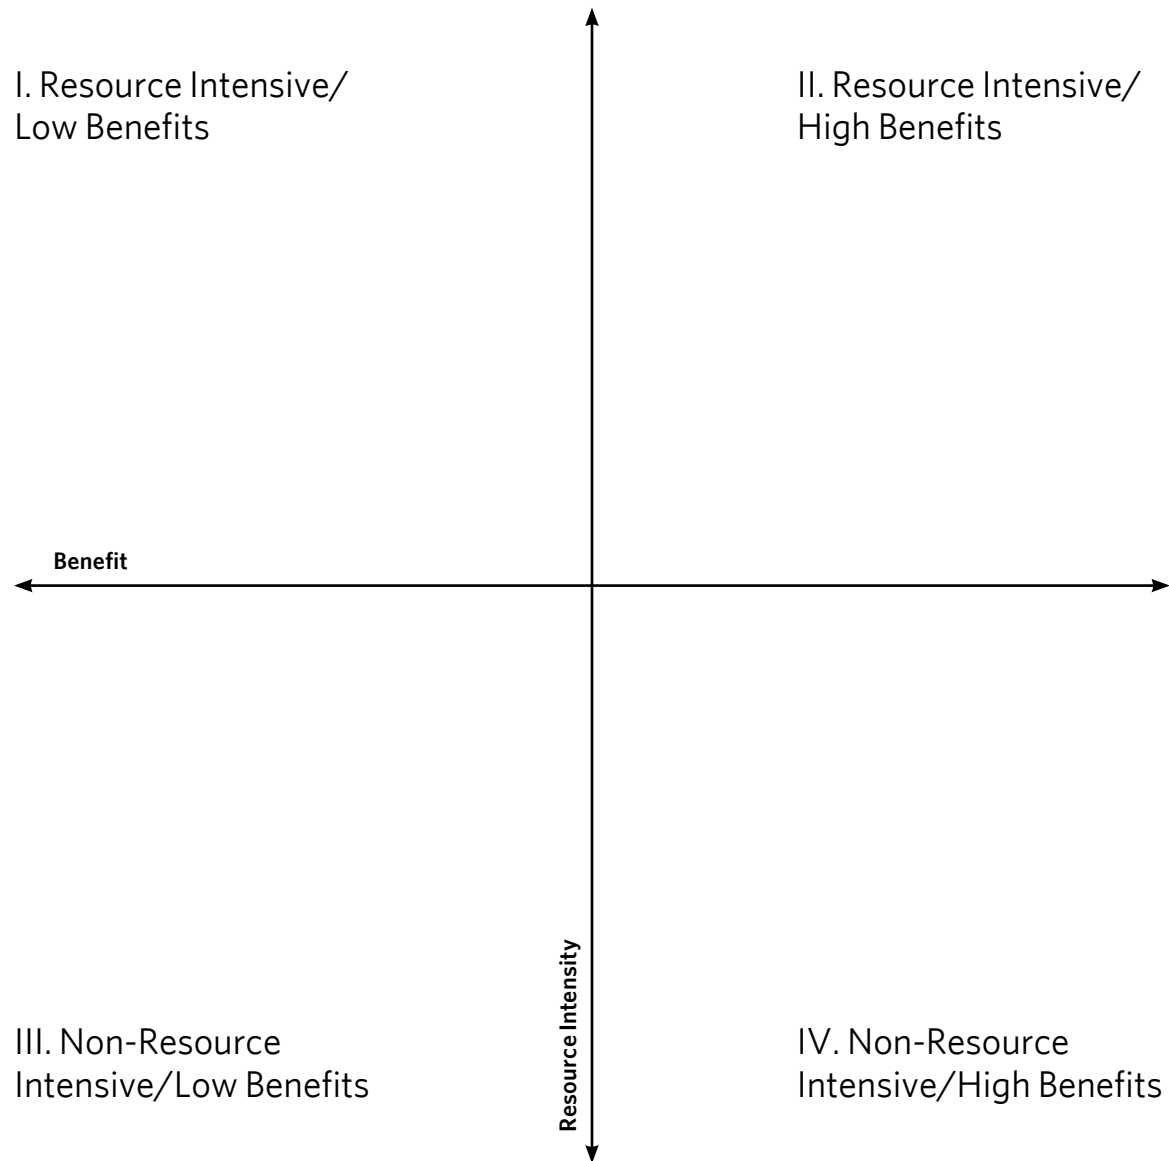 I. Resource Intensive/
Low Benefits
II. Resource Intensive/
High Benefits
Benefit
Resource Intensity
III. Non-Resource
Intensive/Low Benefits
IV. Non-Resource
Intensive/High Benefits